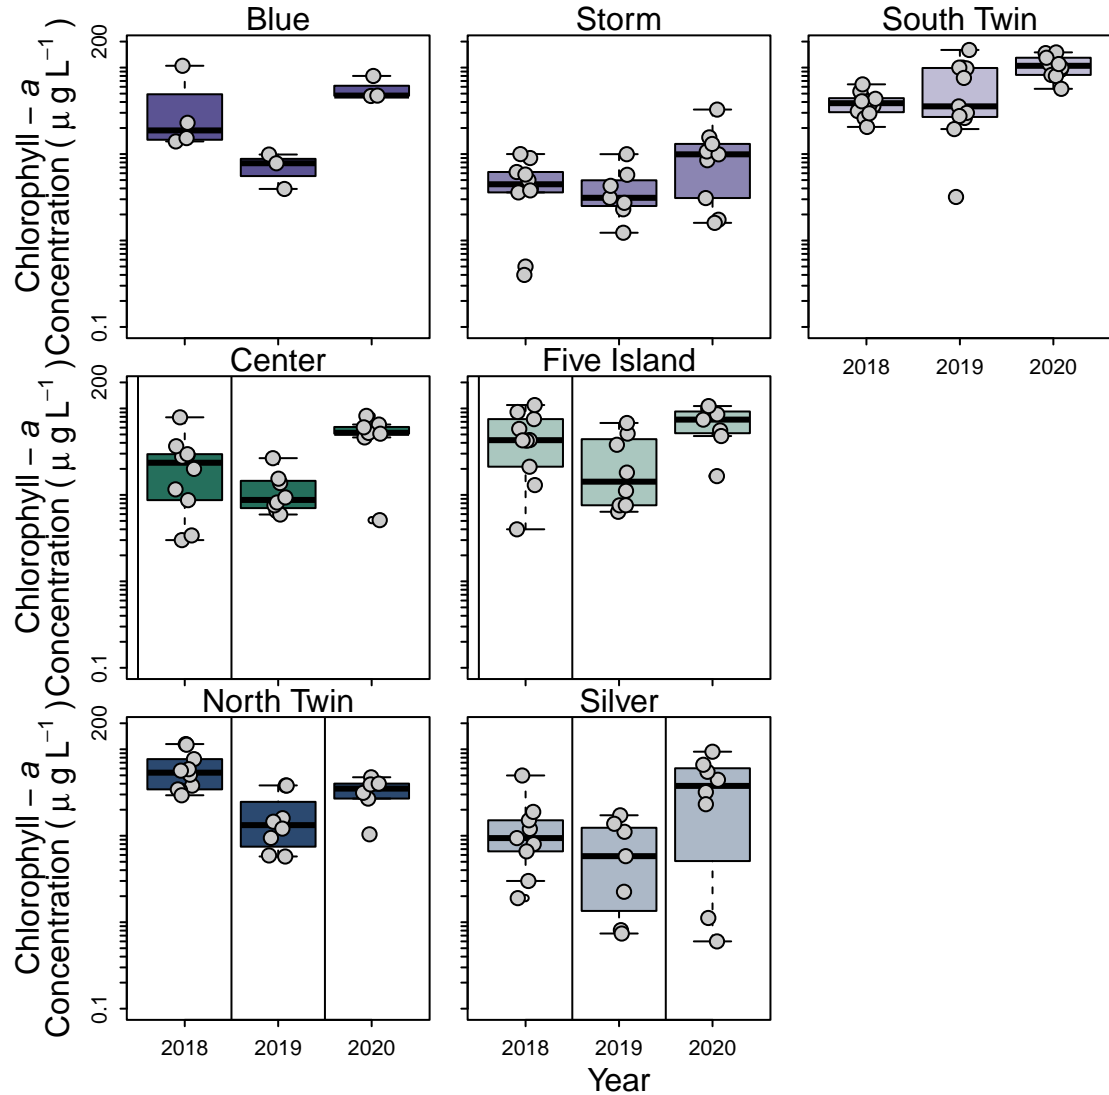 Blue Storm South Twin
Chlorophyll − a
Concentration ( μ g L−1 )
200
0.1
2018 2019 2020
Center Five Island
Chlorophyll − a
Concentration ( μ g L−1 )
200
0.1
North Twin Silver
Chlorophyll − a
Concentration ( μ g L−1 )
200
0.1
2018 2019 2020 2018 2019 2020
Year